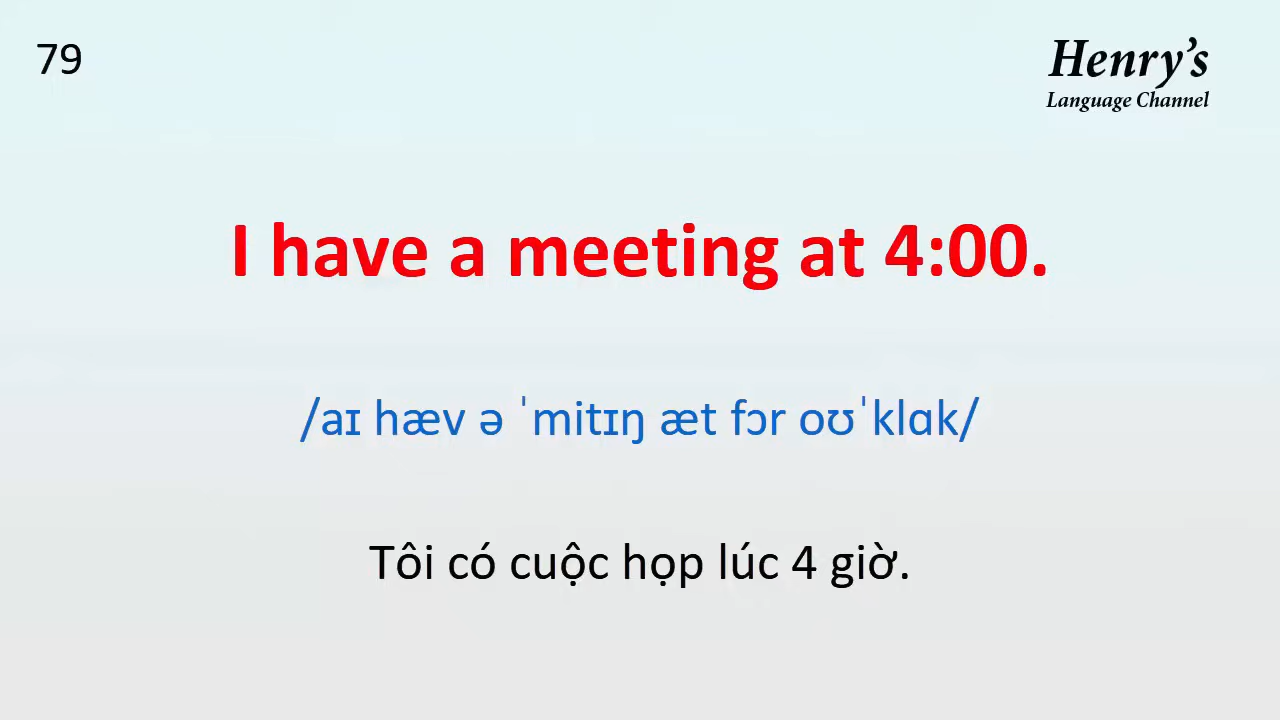 79
Henry's
Language Channel
I have a meeting at 4:00.
/aɪ hæv ə ˈmitɪŋ æt fɔr oʊˈklɑk/
Tôi có cuộc họp lúc 4 giờ.